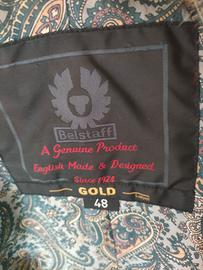 Belstaff
A Genuine Product
English Made & Designed
Since 1924
GOLD
48